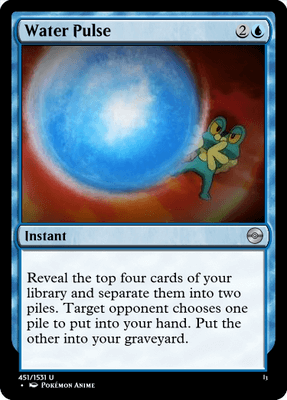 Water Pulse 2
Instant
Reveal the top four cards of your
library and separate them into two
piles. Target opponent chooses one
pile to put into your hand. Put the
other into your graveyard.
451/1531 U
• Pokémon Anime